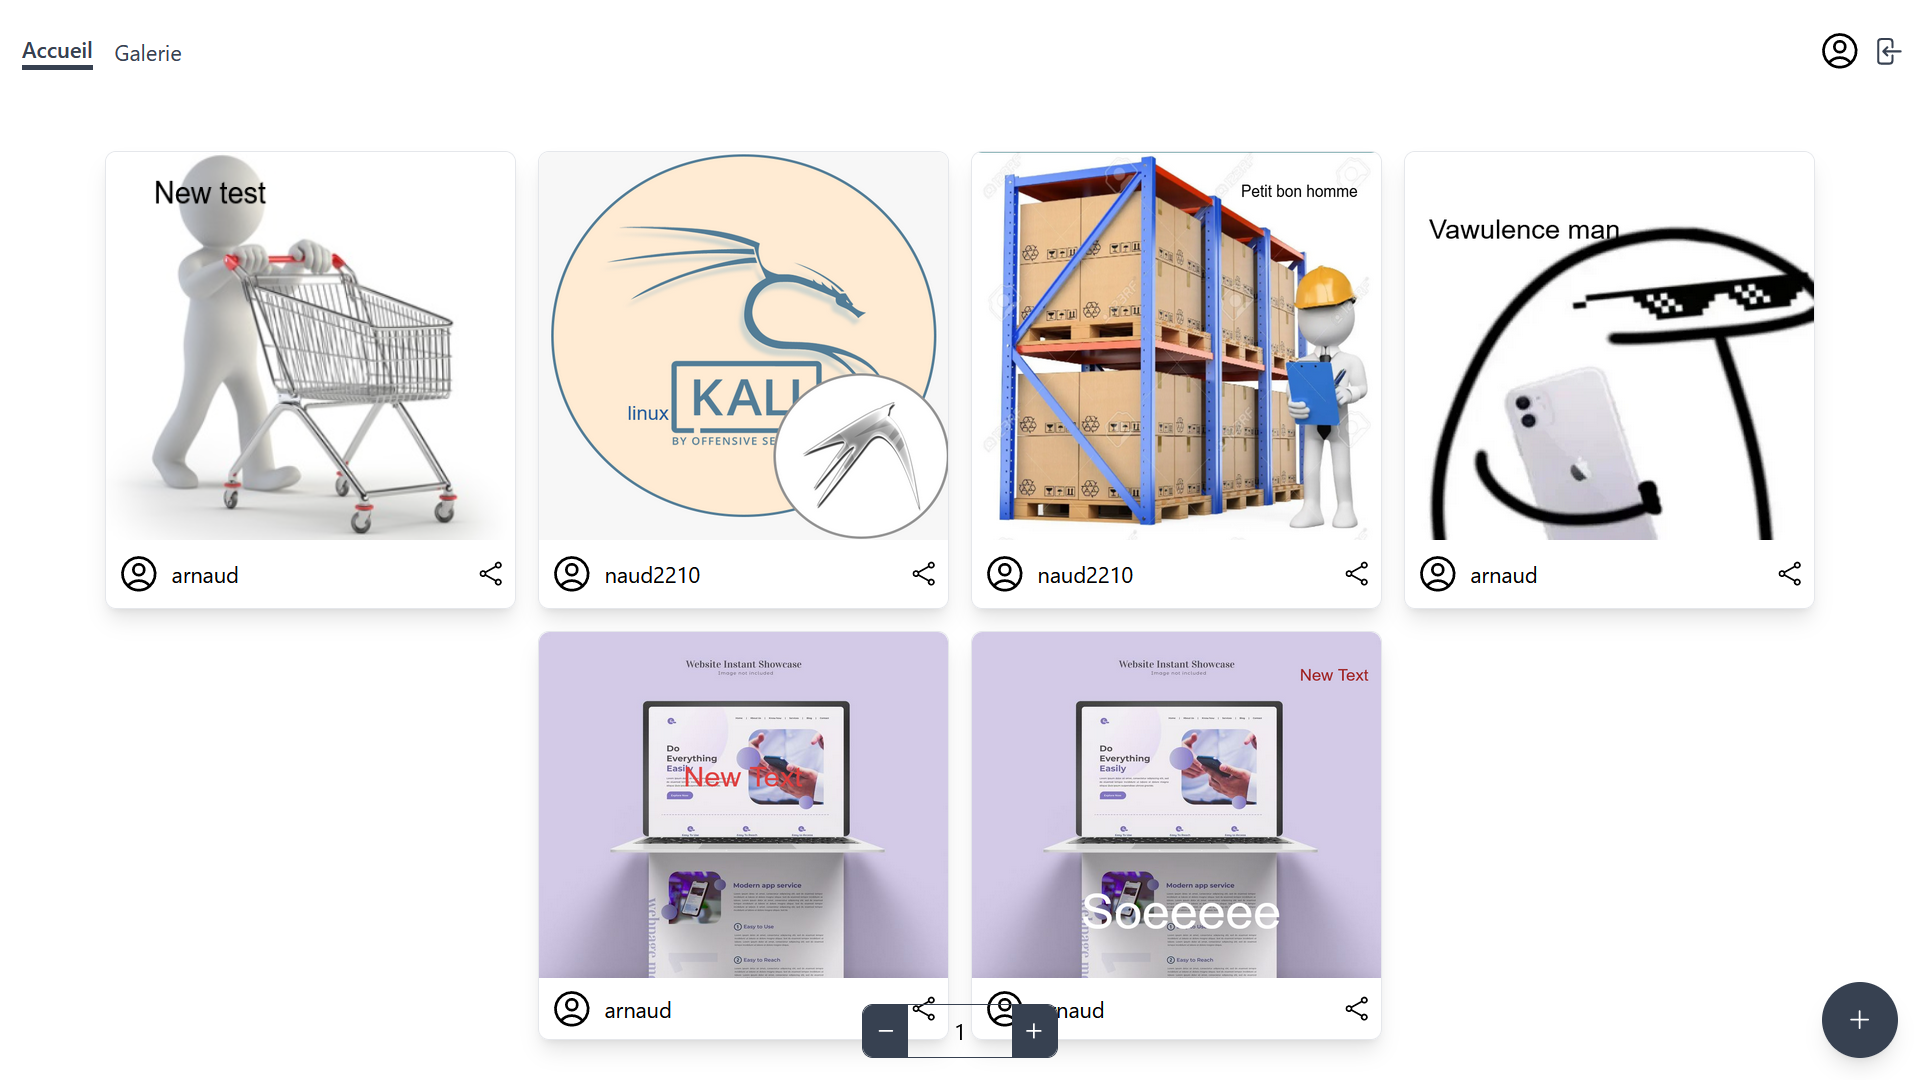 Accueil
Galerie
New test
linux
KALI
BY OFFENSIVE SE
Petit bon homme
Vawulence man
arnaud
naud2210
naud2210
arnaud
Website Instant Showcase
Image not included
Do
Everything
Easily
New Text
Modern app service
Easy to Use
Easy to Reach
Website Instant Showcase
Image not included
New Text
Do
Everything
Easily
Modern app service
Soeeeee
Easy to Reach
arnaud
1
naud